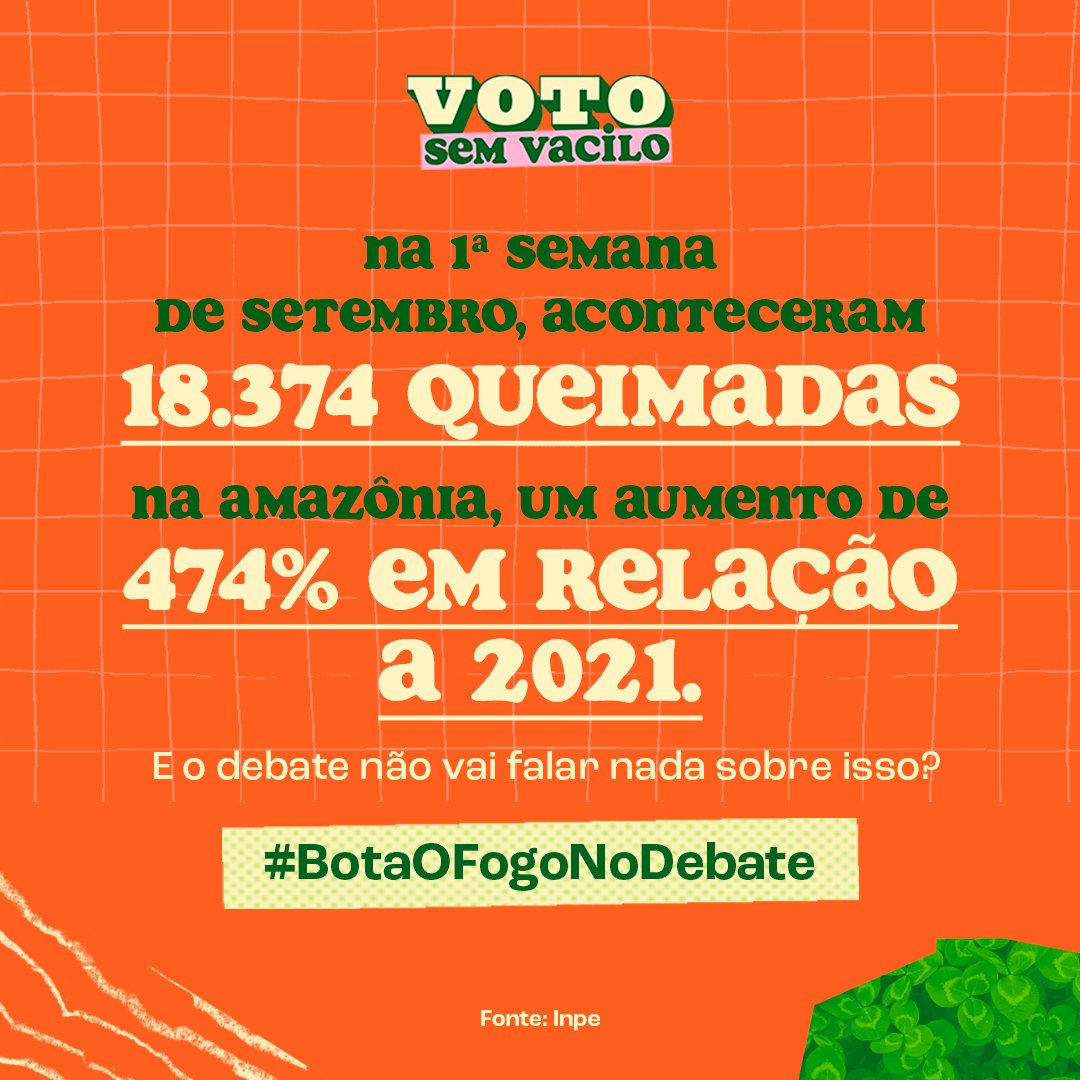 VOTO
SEM VACILO
na 1ª semana
de setembro, aconteceram
18.374 queimadas
na amazônia, um aumento de
474% em relação
a 2021.
E o debate não vai falar nada sobre isso?
#BotaOFogoNoDebate
Fonte: Inpe